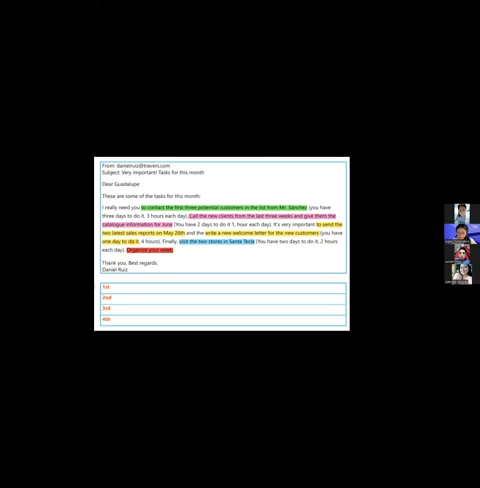 From: danielruiz@travers.com
Subject: Very important! Tasks for this month
Dear Guadalupe:
These are some of the tasks for this month:
I really need you to contact the first three potential customers in the list from Mr. Sanchez (you have
three days to do it, 3 hours each day). Call the new clients from the last three weeks and give them the
catalogue information for June (You have 2 days to do it 1, hour each day). It's very important to send the
two latest sales reports on May 26th and the write a new welcome letter for the new customers (you have
one day to do it, 4 hours). Finally, visit the two stores in Santa Tecla (You have two days to do it, 2 hours
each day). Organize your week.
Thank you. Best regards.
Daniel Ruiz
1st
2nd
3rd
4th